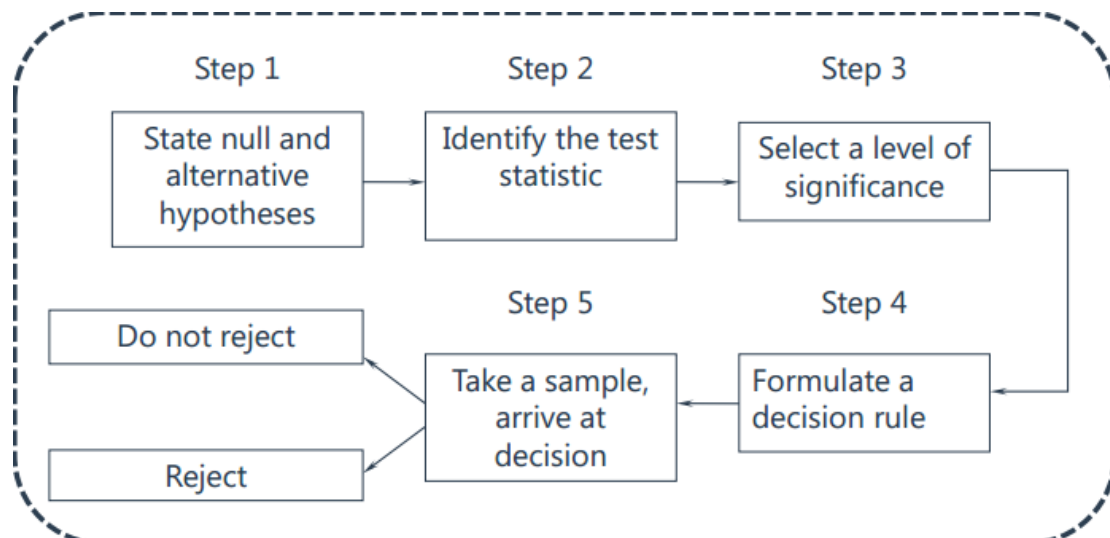 Step 1
State null and
alternative
hypotheses
Step 2
Identify the test
statistic
Step 3
Select a level of
significance
Step 4
Formulate a
decision rule
Step 5
Take a sample,
arrive at
decision
Do not reject
Reject